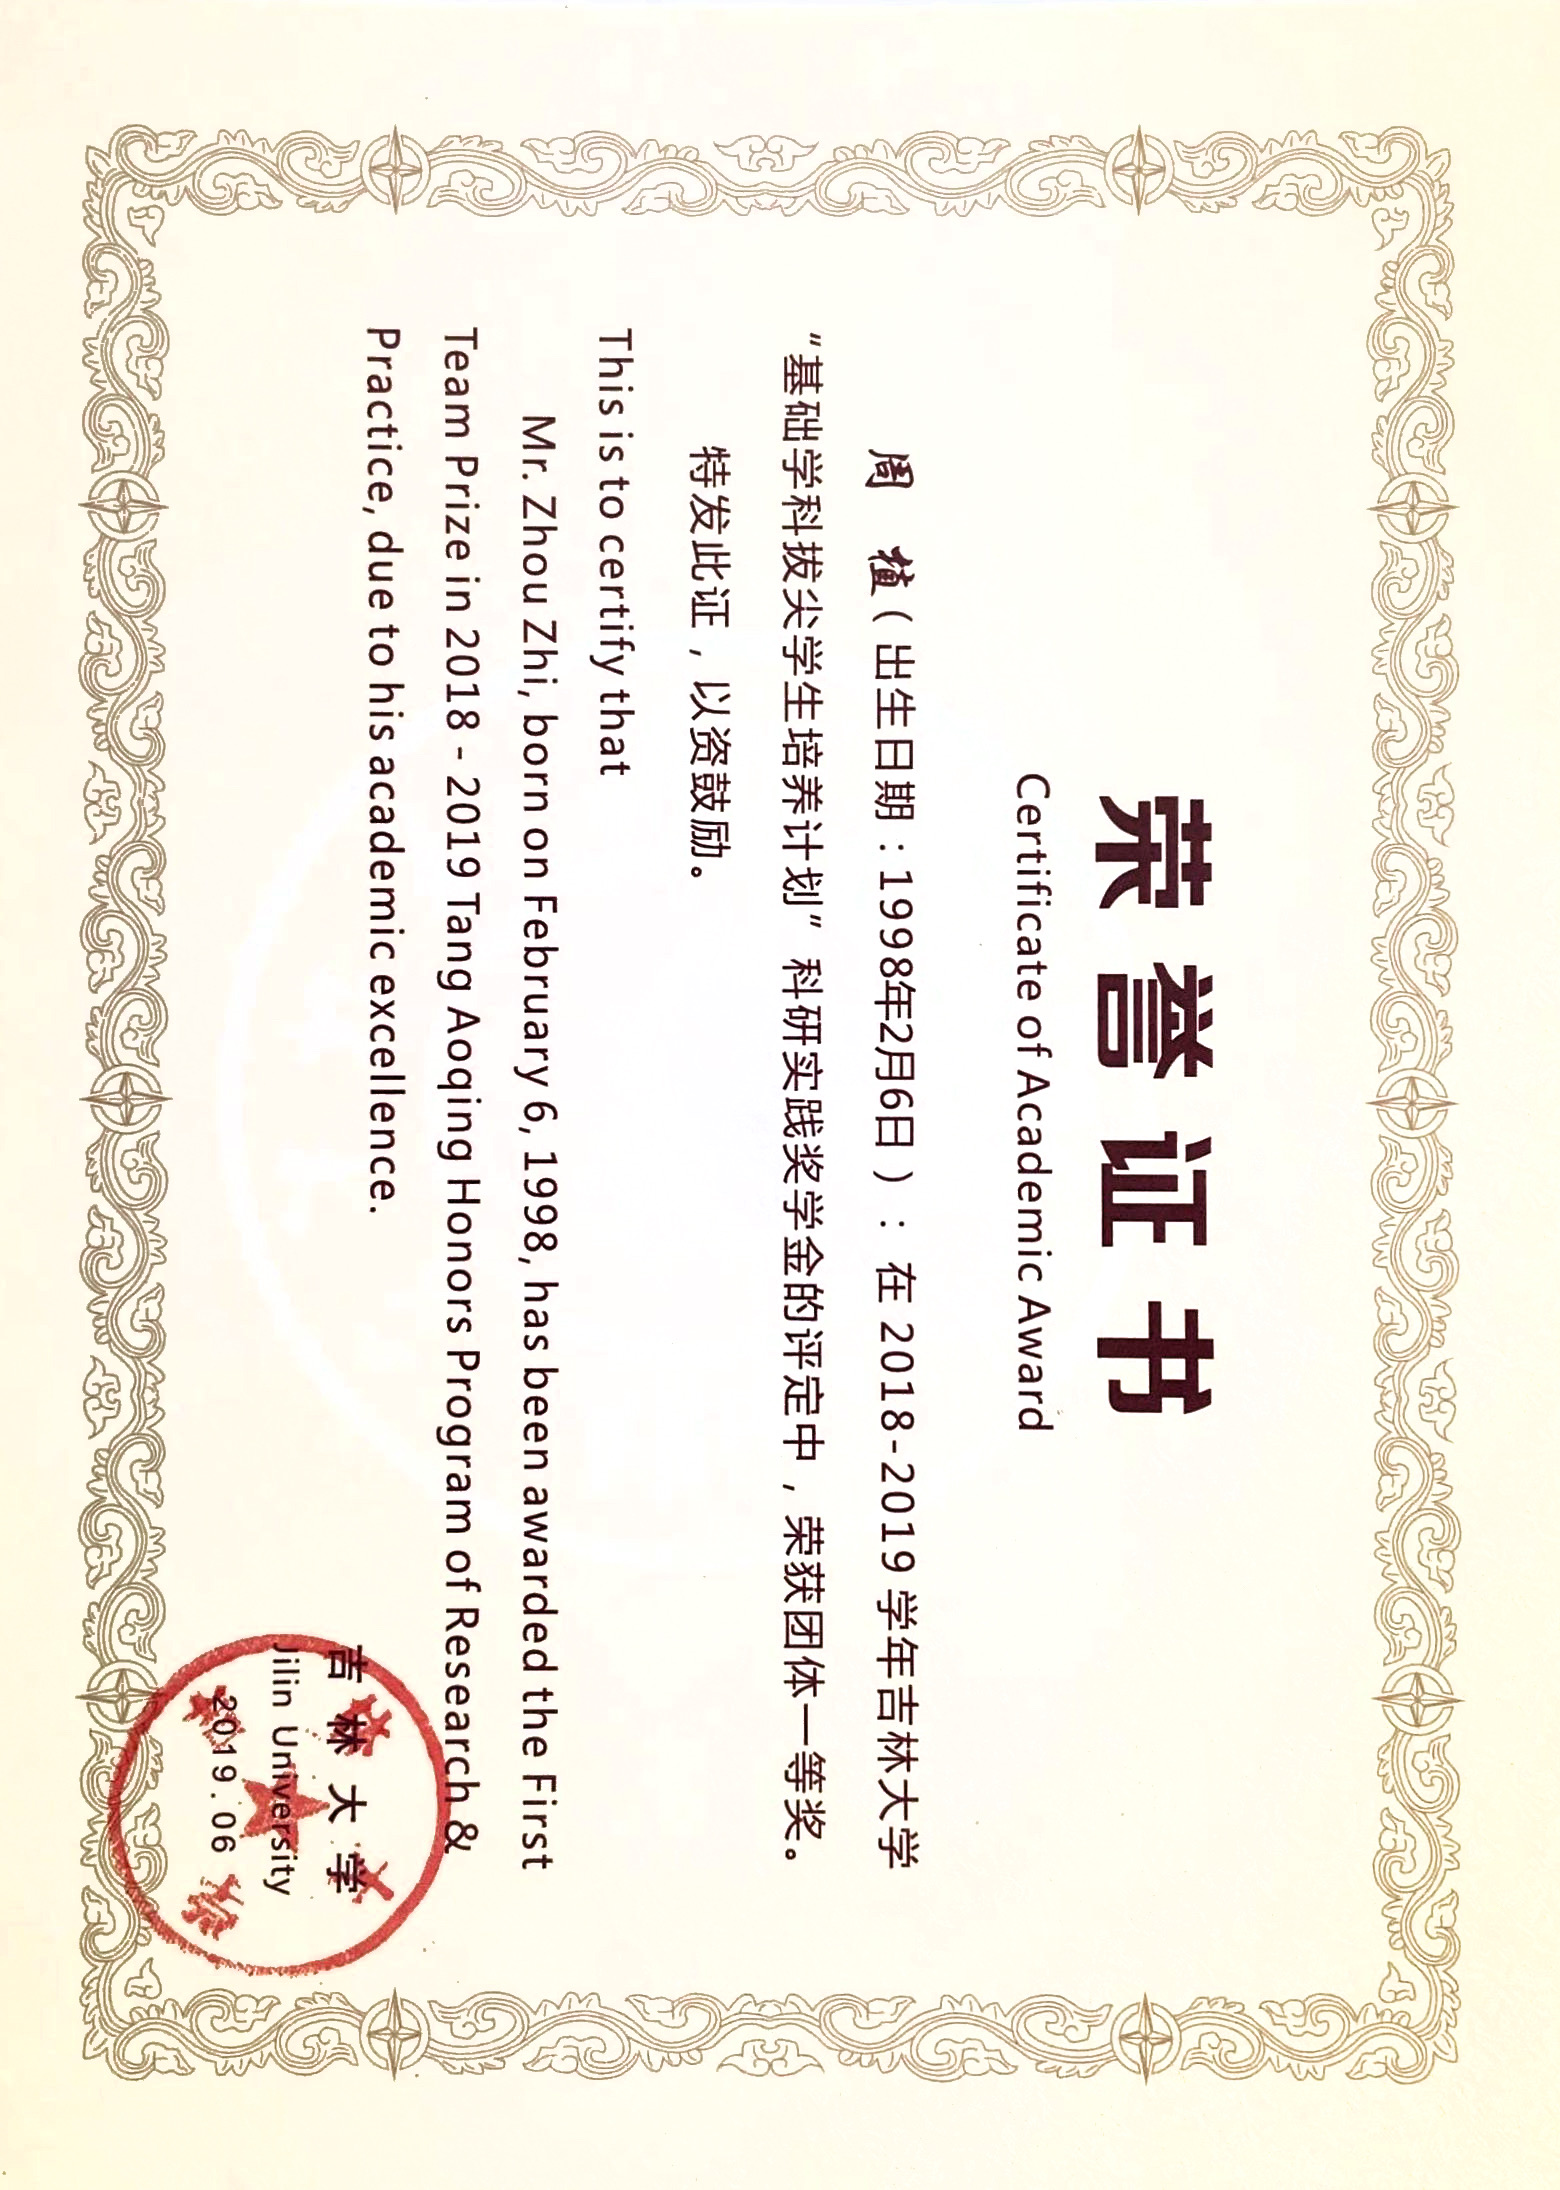 荣誉证书
Certificate of Academic Award
周 植(出生日期:1998年2月6日): 在 2018-2019 学年吉林大学
“基础学科拔尖学生培养计划”科研实践奖学金的评定中,荣获团体一等奖。
特发此证,以资鼓励。
This is to certify that
Mr. Zhou Zhi, born on February 6, 1998, has been awarded the First
Team Prize in 2018 - 2019 Tang Aoqing Honors Program of Research &
Practice, due to his academic excellence.
吉林大学
Jilin University
2019.06